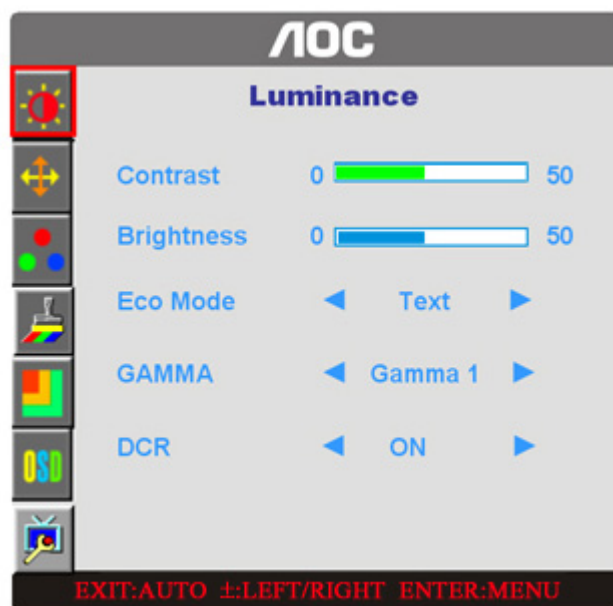 AOC
Luminance
Contrast 0 50
Brightness 0 50
Eco Mode Text
GAMMA Gamma 1
DCR ON
OSD
EXIT:AUTO ±:LEFT/RIGHT ENTER:MENU